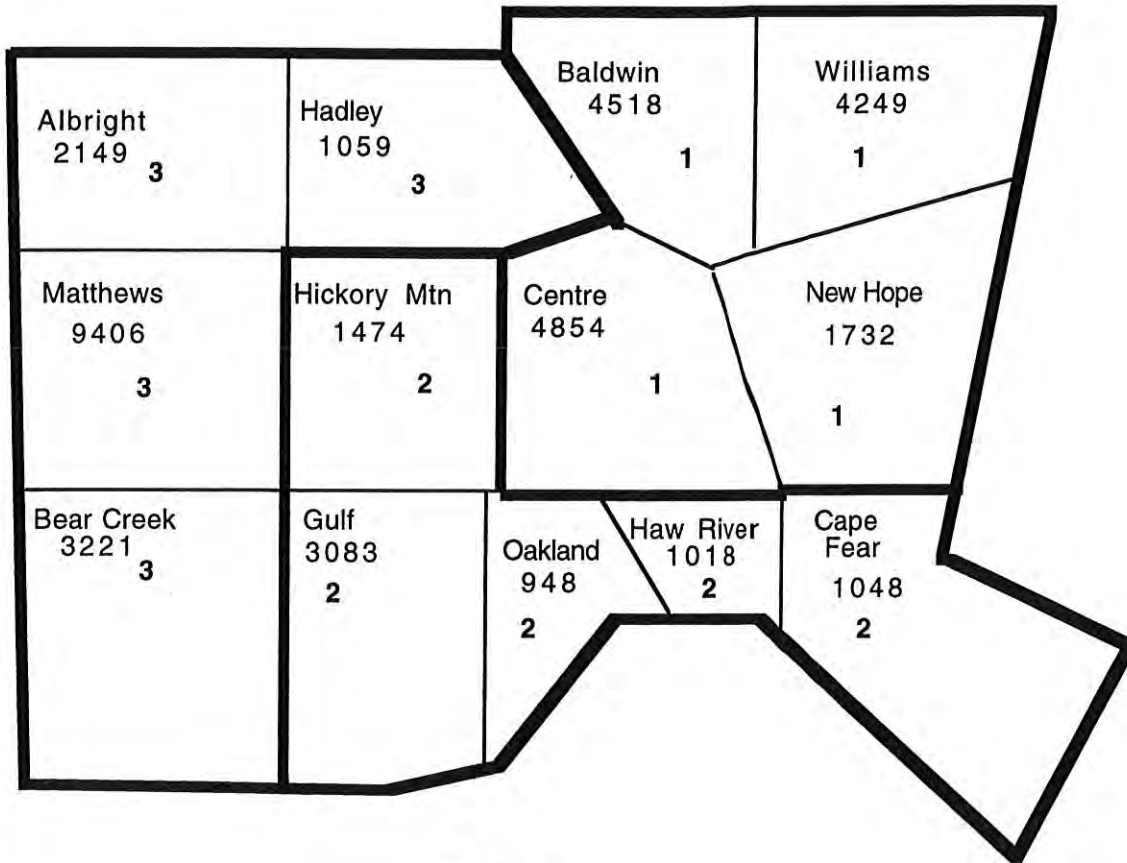 Albright
2149
3
Hadley
1059
3
Baldwin
4518
1
Williams
4249
1
Matthews
9406
3
Hickory Mtn
1474
2
Centre
4854
1
New Hope
1732
1
Bear Creek
3221
3
Gulf
3083
2
Oakland
948
2
Haw River
1018
2
Cape
Fear
1048
2